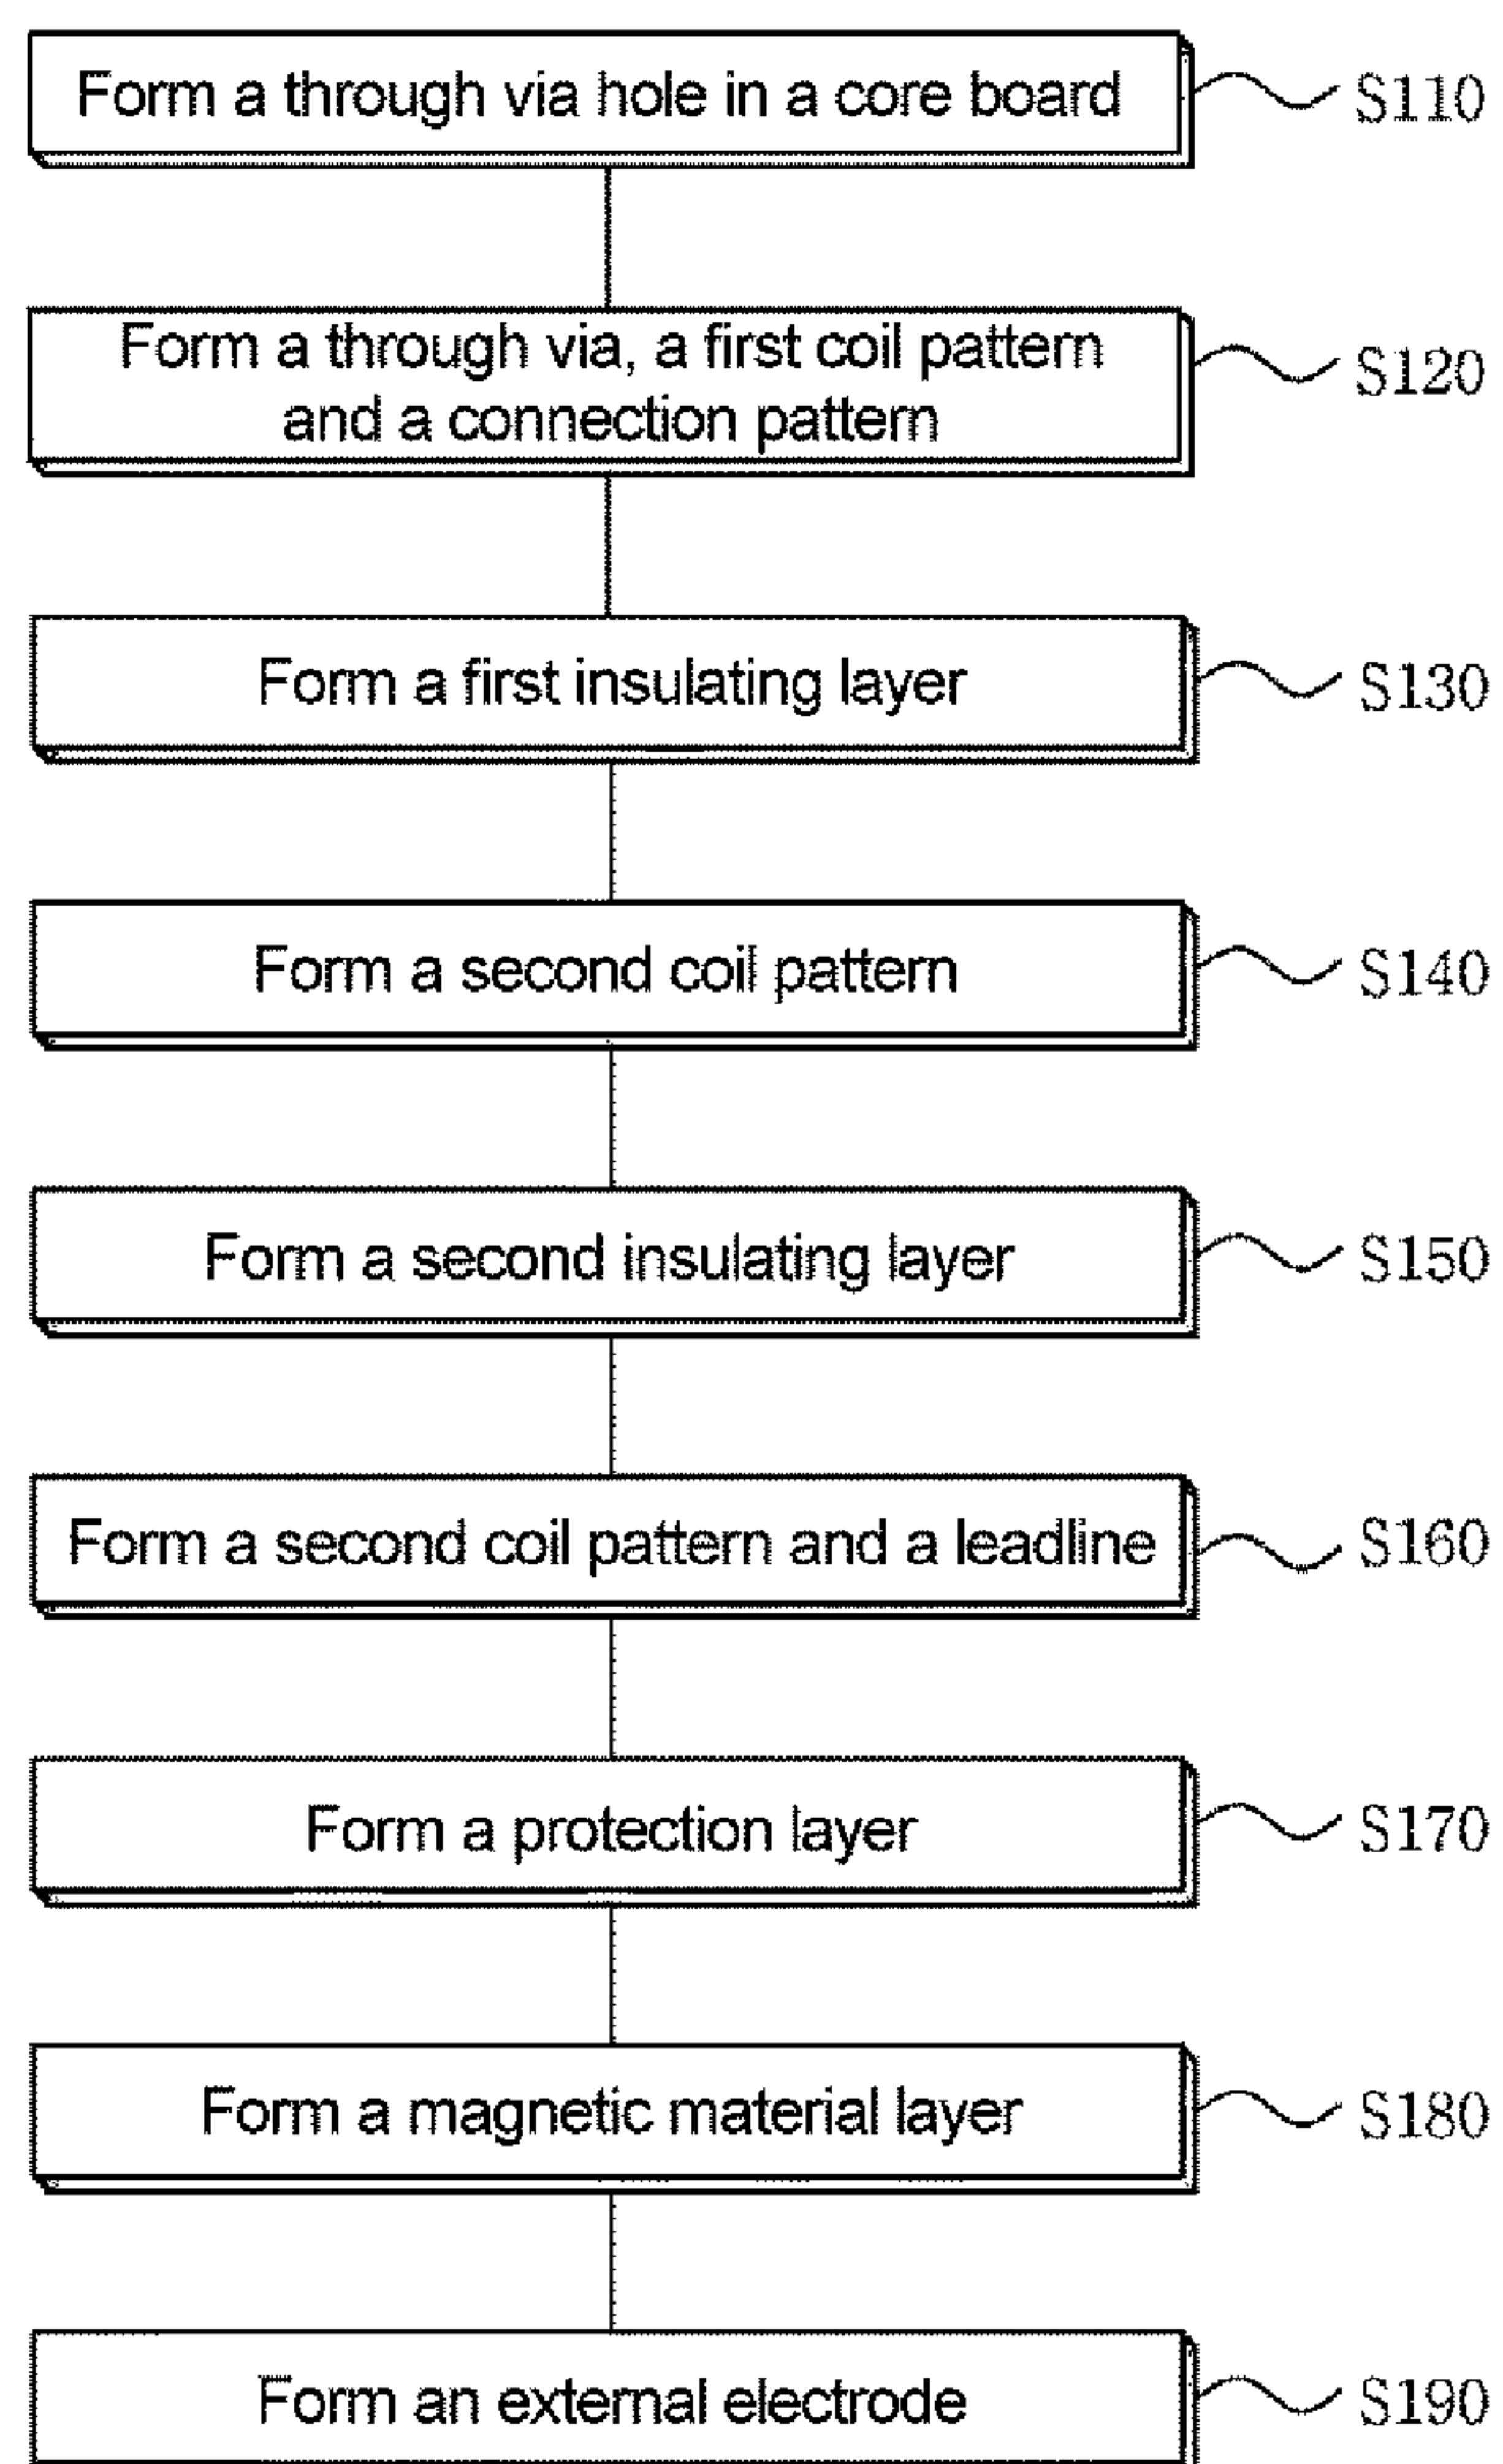 Form a through via hole in a core board S110
Form a through via, a first coil pattern
and a connection pattern S120
Form a first insulating layer S130
Form a second coil pattern S140
Form a second insulating layer S150
Form a second coil pattern and a leadline S160
Form a protection layer S170
Form a magnetic material layer S180
Form an external electrode S190